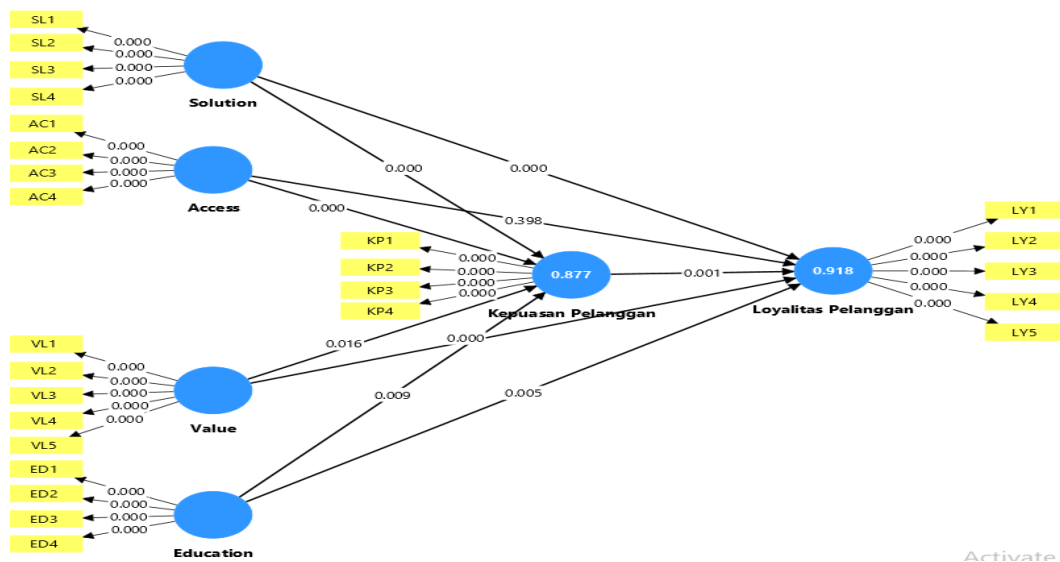 SL1
0.000
SL2
0.000
SL3
0.000
SL4
0.000
Solution
AC1
0.000
AC2
0.000
AC3
0.000
AC4
0.000
Access
0.000
0.000
0.000
0.398
KP1
0.000
KP2
0.000
KP3
0.000
KP4
0.000
0.877
Kepuasan Pelanggan
0.001
0.918
Loyalitas Pelanggan
LY1
0.000
LY2
0.000
LY3
0.000
LY4
0.000
LY5
0.000
VL1
0.000
VL2
0.000
VL3
0.000
VL4
0.000
VL5
0.000
Value
0.016
0.000
0.009
0.005
ED1
0.000
ED2
0.000
ED3
0.000
ED4
0.000
Education
Activate